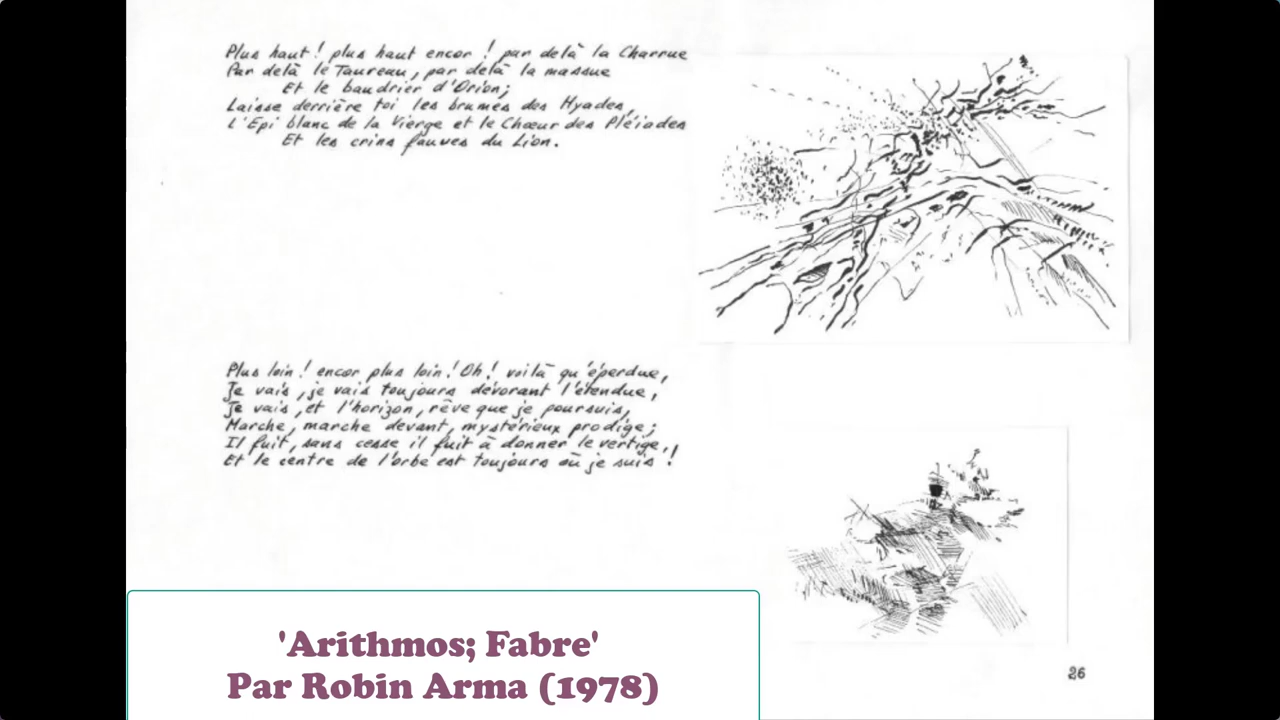 Plus haut ! plus haut encor ! par delà la Charrue
Par delà le Taureau, par delà la massue
Et le baudrier d'Orion;
Laisse derrière toi les brumes des Hyades,
L'Epi blanc de la Vierge et le Chœur des Pléiades
Et les crins fauves du Lion.
Plus loin ! encor plus loin ! Oh ! voilà qu'éperdue,
Je vais, je vais toujours dévorant l'étendue,
Je vais, et l'horizon, rêve que je poursuis,
Marche, marche devant, mystérieux prodige;
Il fuit, sans cesse il fuit à donner le vertige,
Et le centre de l'orbe est toujours où je suis !
26
'Arithmos; Fabre'
Par Robin Arma (1978)